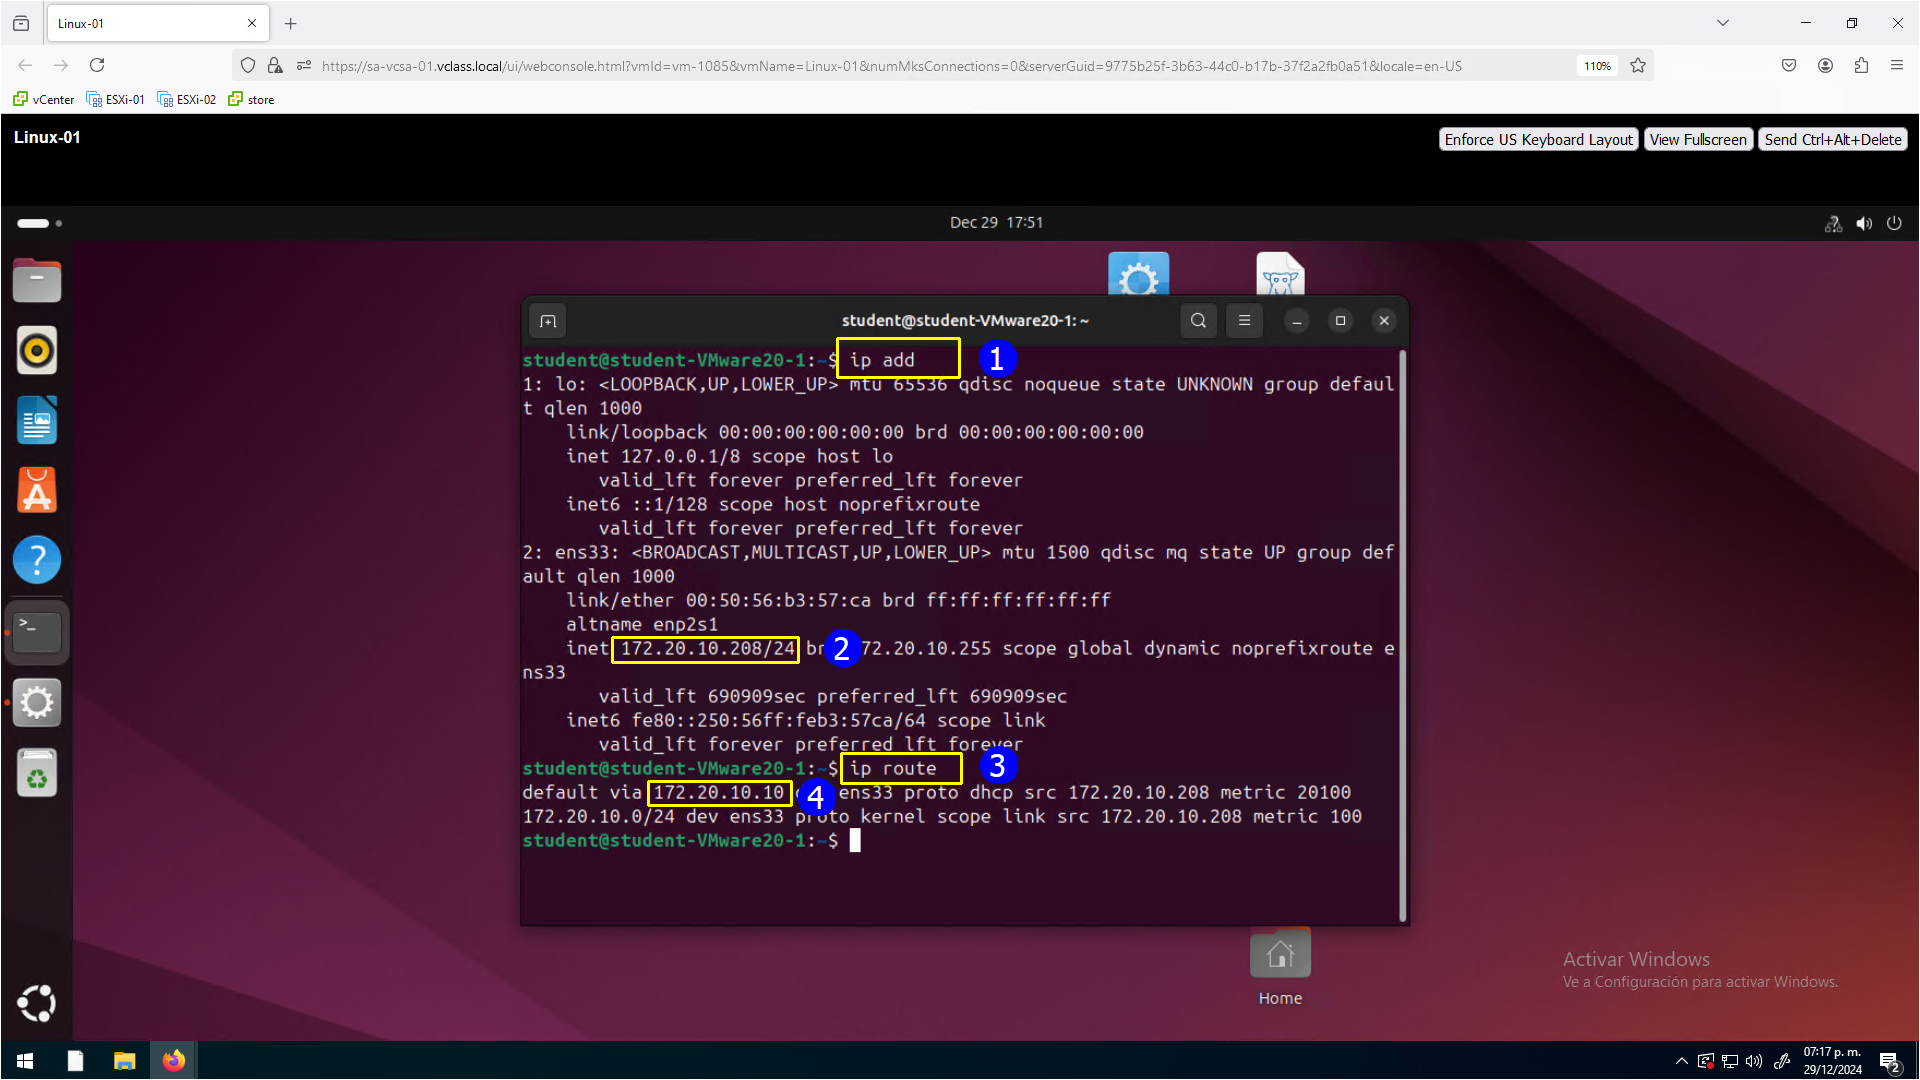 Linux-01
https://sa-vcsa-01.vclass.local/ui/webconsole.html?vmId=vm-1085&vmName=Linux-01&numMksConnections=0&serverGuid=9775b25f-3b63-44c0-b17b-37f2a2fb0a51&locale=en-US
110%
vCenter ESXi-01 ESXi-02 store
Linux-01
Enforce US Keyboard Layout View Fullscreen Send Ctrl+Alt+Delete
Dec 29 17:51
student@student-VMware20-1: ~
student@student-VMware20-1:~$ ip add 1
1: lo: <LOOPBACK,UP,LOWER_UP> mtu 65536 qdisc noqueue state UNKNOWN group defaul
t qlen 1000
link/loopback 00:00:00:00:00:00 brd 00:00:00:00:00:00
inet 127.0.0.1/8 scope host lo
valid_lft forever preferred_lft forever
inet6 ::1/128 scope host noprefixroute
valid_lft forever preferred_lft forever
2: ens33: <BROADCAST,MULTICAST,UP,LOWER_UP> mtu 1500 qdisc mq state UP group def
ault qlen 1000
link/ether 00:50:56:b3:57:ca brd ff:ff:ff:ff:ff:ff
altname enp2s1
inet 172.20.10.208/24 2 72.20.10.255 scope global dynamic noprefixroute e
ns33
valid_lft 690909sec preferred_lft 690909sec
inet6 fe80::250:56ff:feb3:57ca/64 scope link
valid_lft forever preferred_lft forever
student@student-VMware20-1:~$ ip route 3
default via 172.20.10.10 4 ens33 proto dhcp src 172.20.10.208 metric 20100
172.20.10.0/24 dev ens33 proto kernel scope link src 172.20.10.208 metric 100
student@student-VMware20-1:~$
Home
Activar Windows
Ve a Configuración para activar Windows.
07:17 p. m.
29/12/2024
2